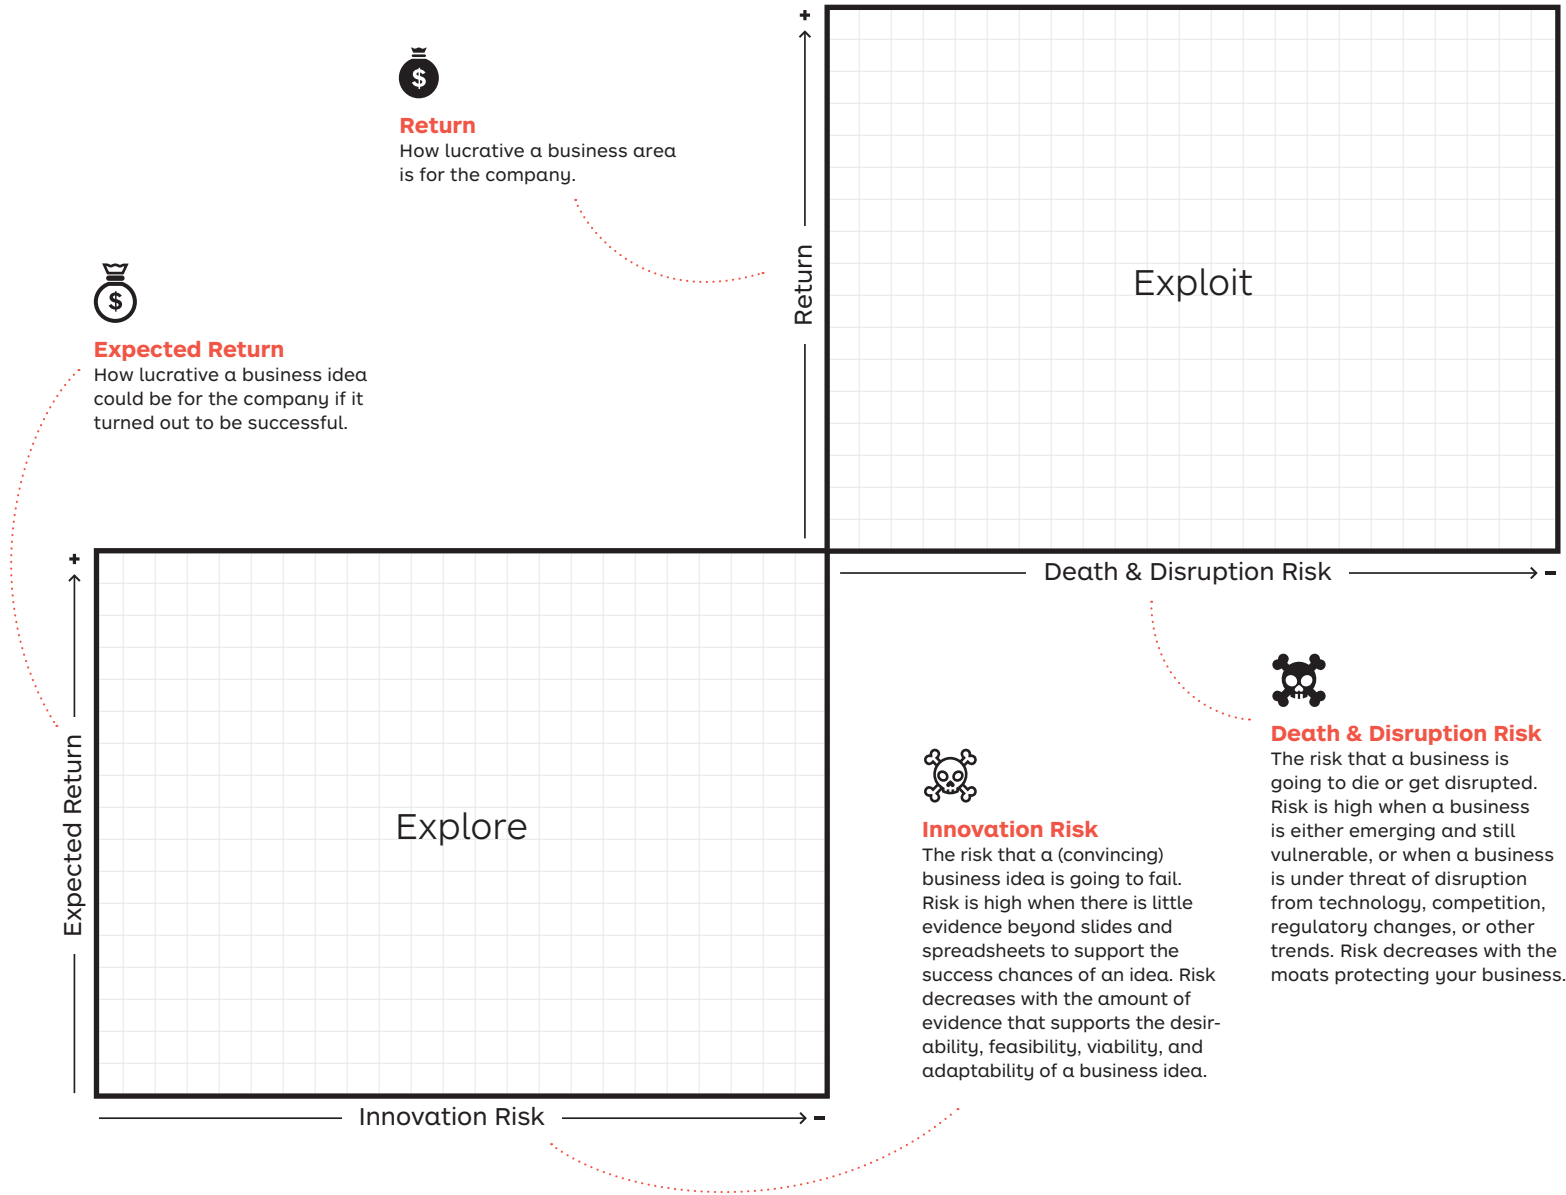 +
$
Return
How lucrative a business area
is for the company.
Return
Exploit
$
Expected Return
How lucrative a business idea
could be for the company if it
turned out to be successful.
+
Death & Disruption Risk
-
Expected Return
Explore
Innovation Risk
The risk that a (convincing)
business idea is going to fail.
Risk is high when there is little
evidence beyond slides and
spreadsheets to support the
success chances of an idea. Risk
decreases with the amount of
evidence that supports the desir-
ability, feasibility, viability, and
adaptability of a business idea.
Death & Disruption Risk
The risk that a business is
going to die or get disrupted.
Risk is high when a business
is either emerging and still
vulnerable, or when a business
is under threat of disruption
from technology, competition,
regulatory changes, or other
trends. Risk decreases with the
moats protecting your business.
Innovation Risk
-